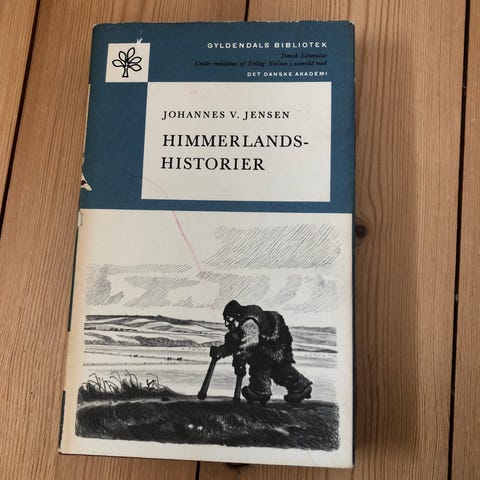 GYLDENDALS BIBLIOTEK
Dansk Litteratur
Under redaktion af Erling Nielsen i samråd med
DET DANSKE AKADEMI
JOHANNES V. JENSEN
HIMMERLANDS-
HISTORIER